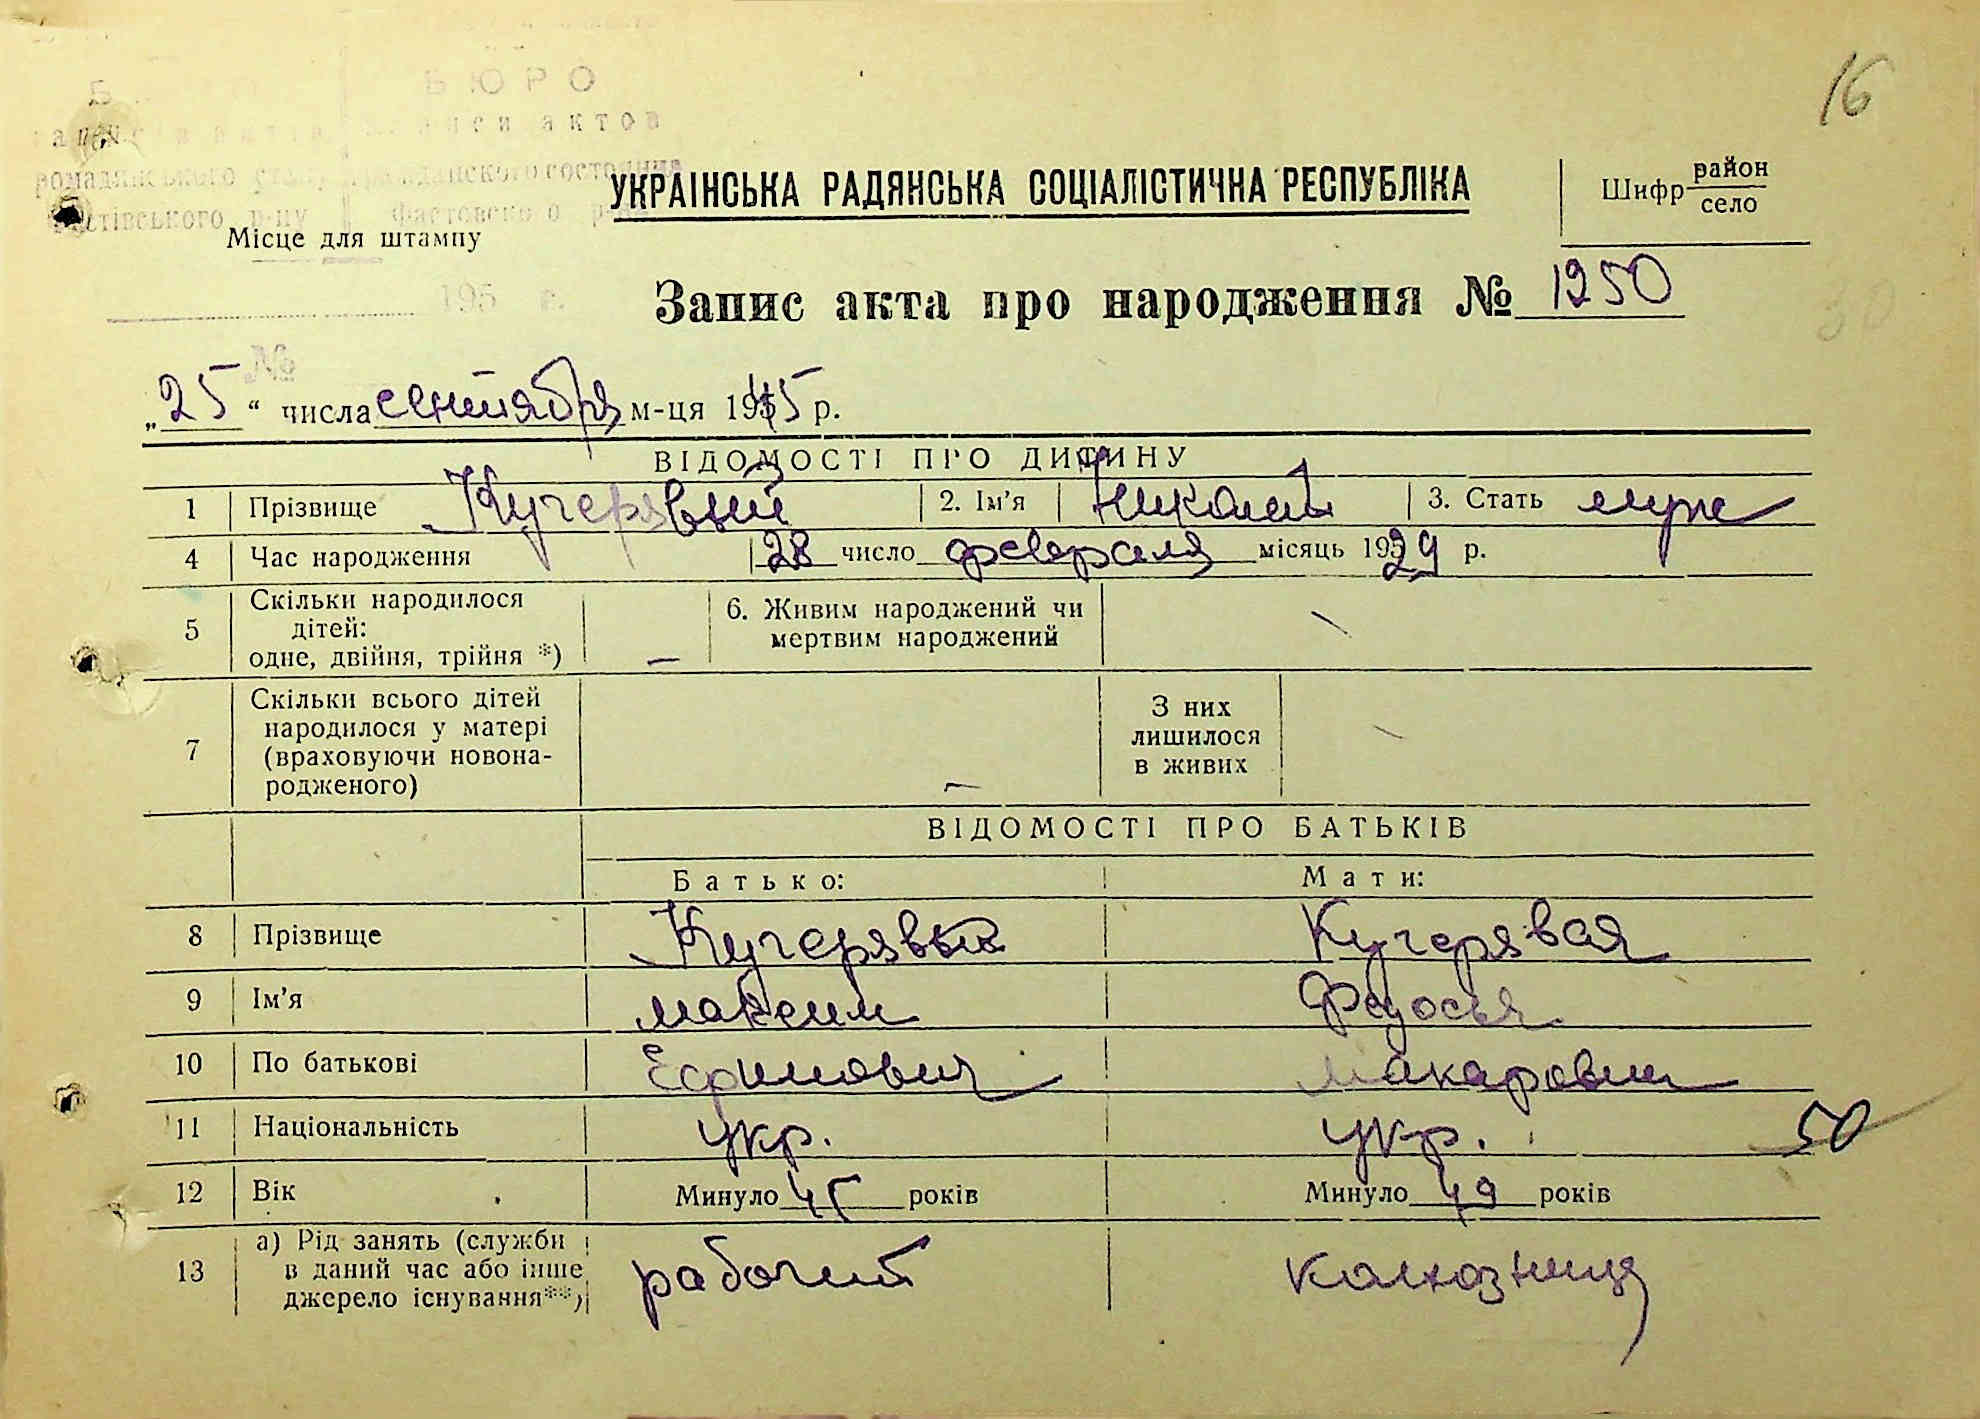 16
БЮРО
записи актов
гражданского состояния
Фастовского р-на
УКРАЇНСЬКА РАДЯНСЬКА СОЦІАЛІСТИЧНА РЕСПУБЛІКА
Шифр район село
Місце для штампу
195 г.
Запис акта про народження № 1250
30
№
„25“ числа сентября м-ця 1945 р.
ВІДОМОСТІ ПРО ДИТИНУ
1 Прізвище Кучерявый 2. Ім'я Николай 3. Стать муж
4 Час народження 28 число февраля місяць 1929 р.
5 Скільки народилося дітей: одне, двійня, трійня *) — 6. Живим народжений чи мертвим народжений —
7 Скільки всього дітей народилося у матері (враховуючи новонародженого) — З них лишилося в живих —
ВІДОМОСТІ ПРО БАТЬКІВ
Батько: Мати:
8 Прізвище Кучерявый Кучерявая
9 Ім'я Максим Федосья
10 По батькові Ефимович Макаровна
11 Національність укр. укр. 50
12 Вік Минуло 45 років Минуло 49 років
13 а) Рід занять (служби в даний час або інше джерело існування**) рабочий колхозница